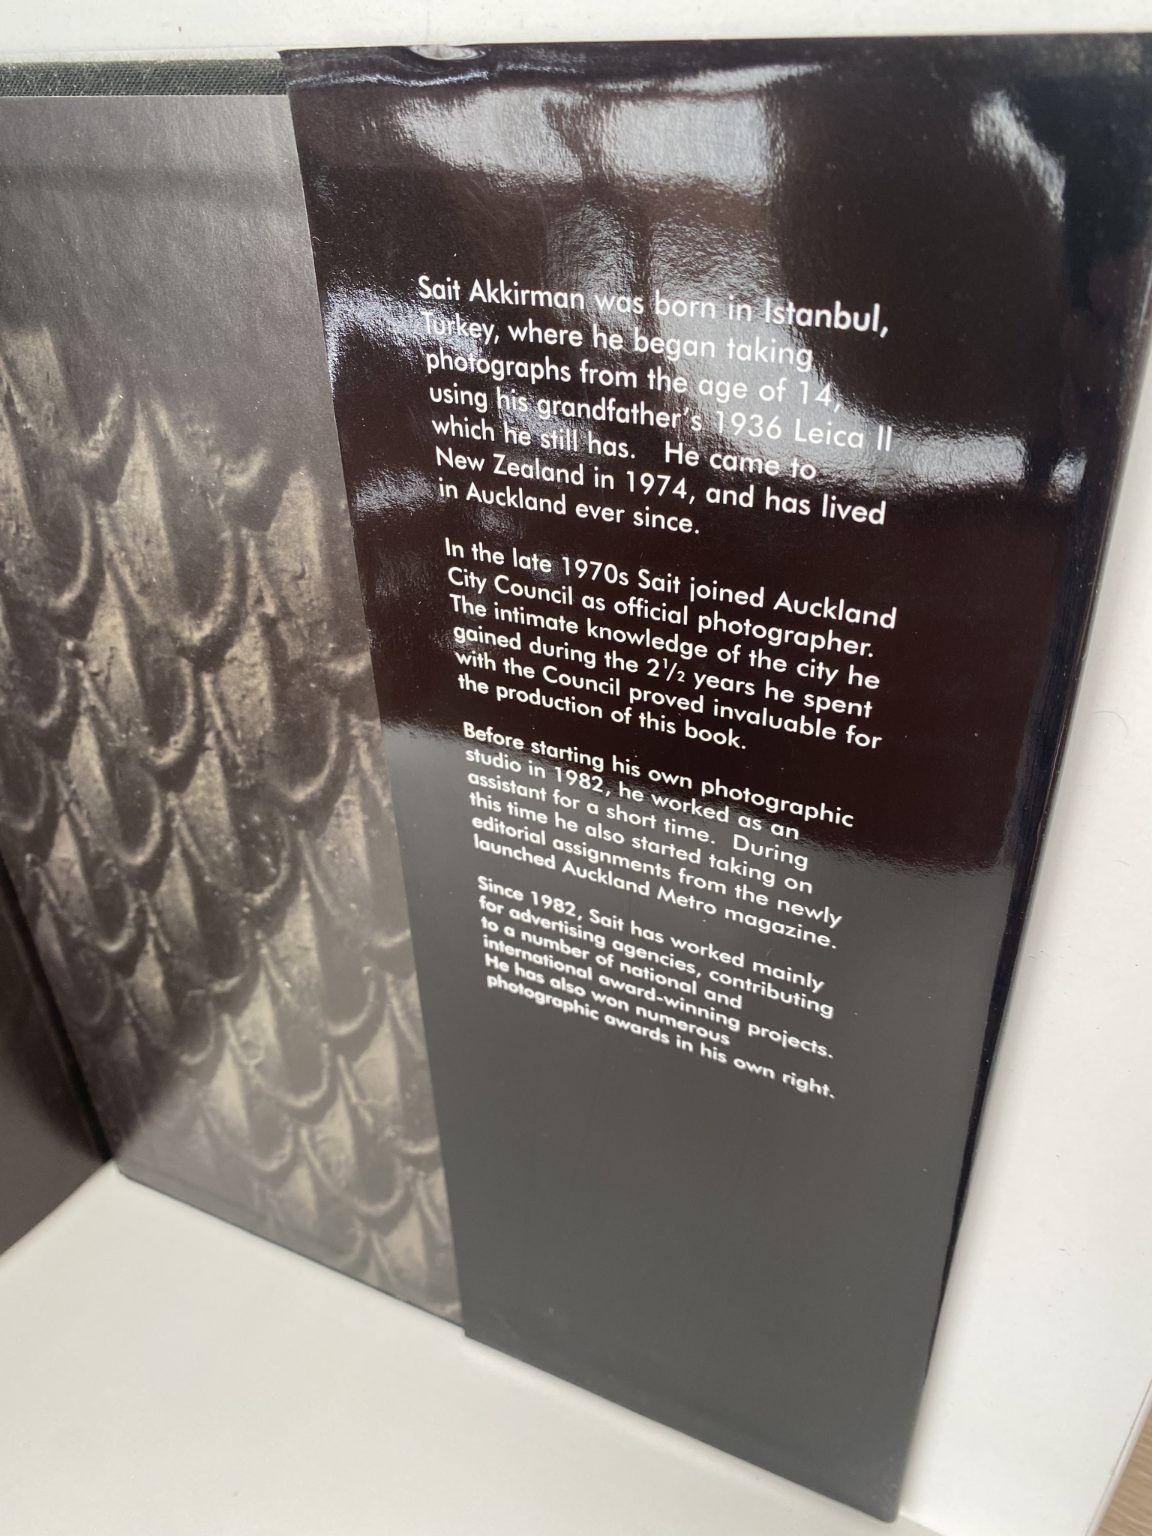 Sait Akkirman was born in Istanbul,
Turkey, where he began taking
photographs from the age of 14,
using his grandfather's 1936 Leica II
which he still has. He came to
New Zealand in 1974, and has lived
in Auckland ever since.
In the late 1970s Sait joined Auckland
City Council as official photographer.
The intimate knowledge of the city he
gained during the 2½ years he spent
with the Council proved invaluable for
the production of this book.
Before starting his own photographic
studio in 1982, he worked as an
assistant for a short time. During
this time he also started taking on
editorial assignments from the newly
launched Auckland Metro magazine.
Since 1982, Sait has worked mainly
for advertising agencies, contributing
to a number of national and
international award-winning projects.
He has also won numerous
photographic awards in his own right.